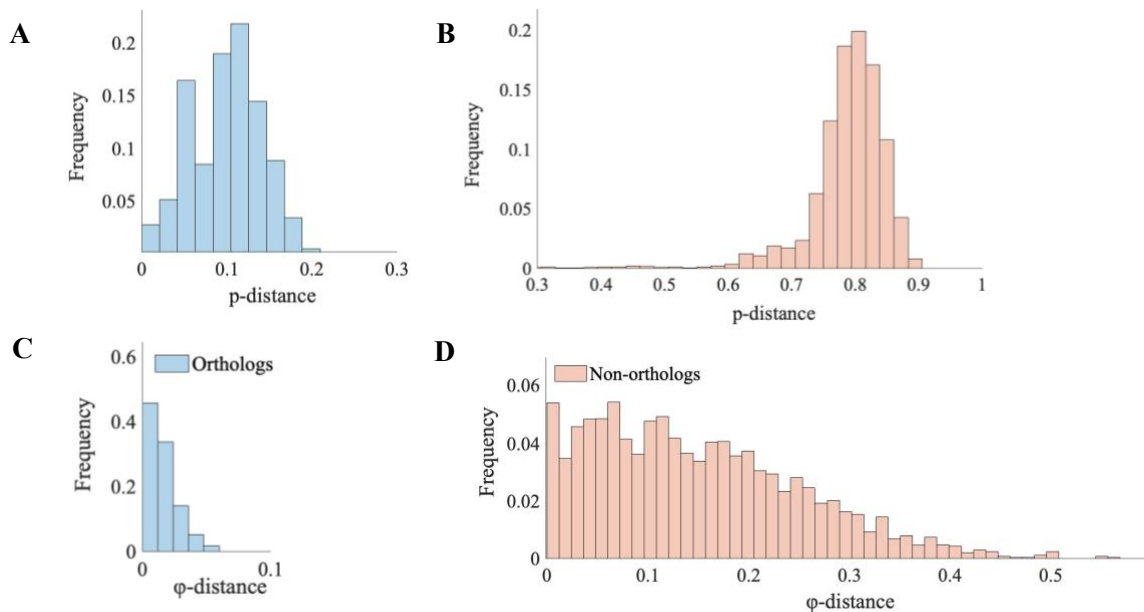 A
Frequency
0.2
0.15
0.1
0.05
0
0.1
0.2
0.3
p-distance
B
Frequency
0.2
0.15
0.1
0.05
0
0.3
0.4
0.5
0.6
0.7
0.8
0.9
1
p-distance
C
Orthologs
Frequency
0.6
0.4
0.2
0
0
0.1
φ-distance
D
Non-orthologs
Frequency
0.06
0.04
0.02
0
0
0.1
0.2
0.3
0.4
0.5
φ-distance